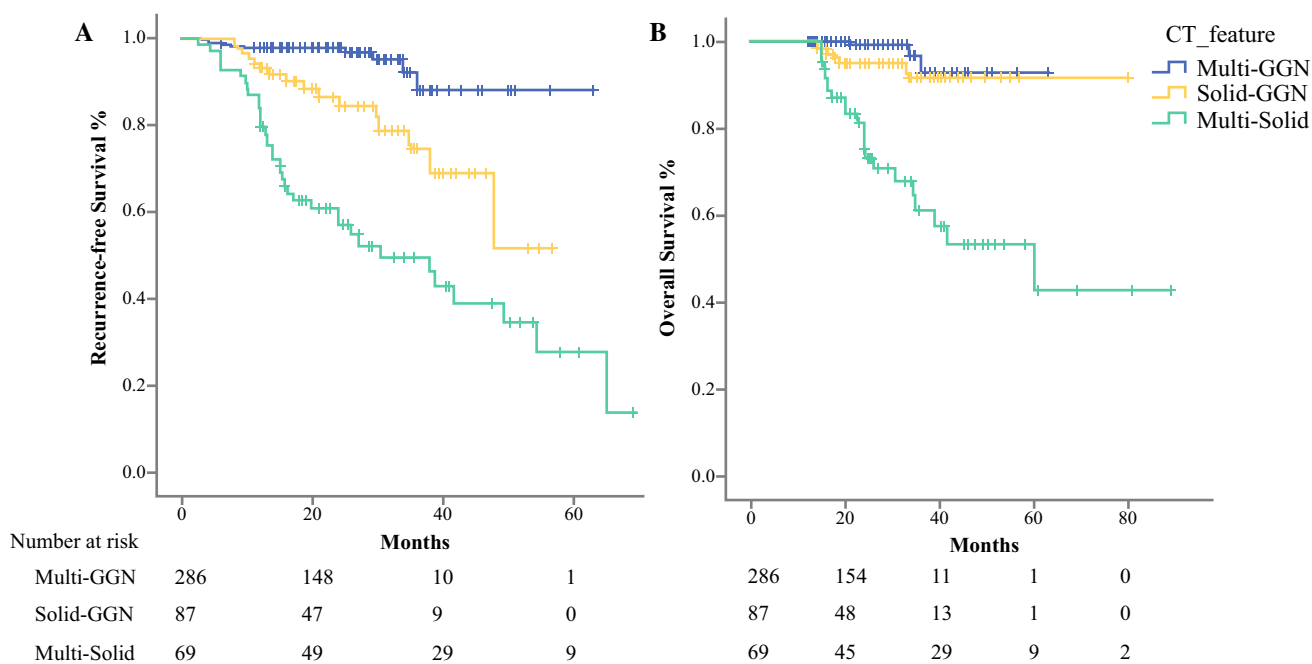 A
Recurrence-free Survival %
1.0
0.8
0.6
0.4
0.2
0.0
0 20 40 60
Months
B
Overall Survival %
1.0
0.8
0.6
0.4
0.2
0.0
0 20 40 60 80
Months
CT_feature
Multi-GGN
Solid-GGN
Multi-Solid
Number at risk
Multi-GGN 286 148 10 1 286 154 11 1 0
Solid-GGN 87 47 9 0 87 48 13 1 0
Multi-Solid 69 49 29 9 69 45 29 9 2